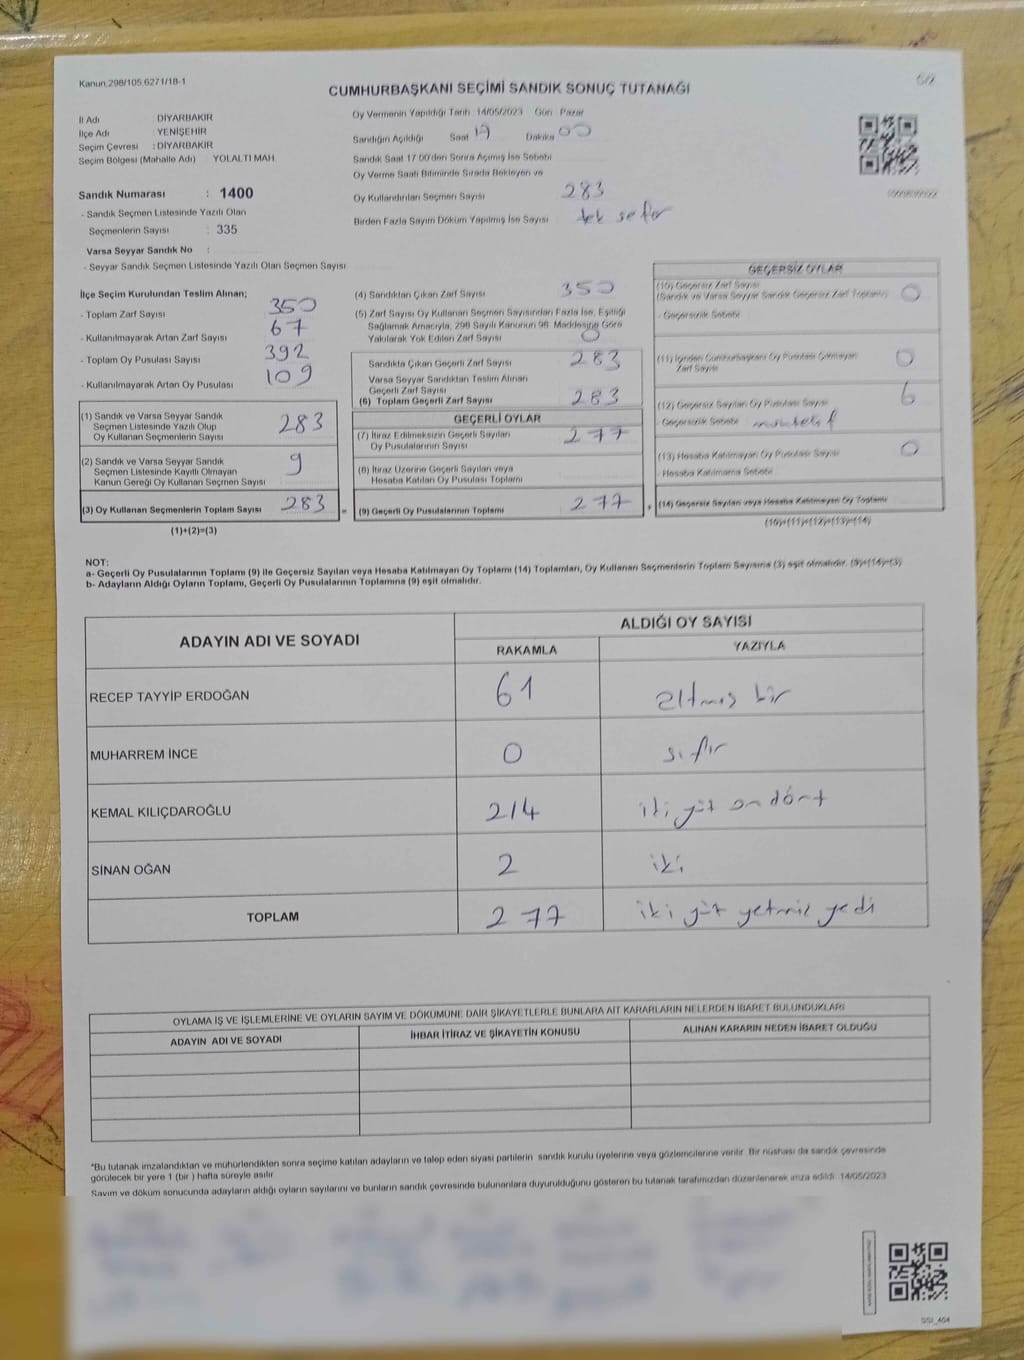 Kanun.298/105.6271/18-1
CUMHURBAŞKANI SEÇİMİ SANDIK SONUÇ TUTANAĞI
İl Adı DİYARBAKIR
İlçe Adı YENİŞEHİR
Seçim Çevresi : DİYARBAKIR
Seçim Bölgesi (Mahalle Adı) YOLALTI MAH.
Sandık Numarası : 1400
- Sandık Seçmen Listesinde Yazılı Olan
Seçmenlerin Sayısı : 335
Varsa Seyyar Sandık No :
- Seyyar Sandık Seçmen Listesinde Yazılı Olan Seçmen Sayısı
Oy Vermenin Yapıldığı Tarih 14/05/2023 Gün Pazar
Sandığın Açıldığı Saat 17 Dakika 00
Sandık Saat 17:00'den Sonra Açılmış İse Sebebi
Oy Verme Saati Bitiminde Sırada Bekleyen ve
Oy Kullandırılan Seçmen Sayısı 283
Birden Fazla Sayım Döküm Yapılmış İse Sayısı tek sefer
İlçe Seçim Kurulundan Teslim Alınan;
- Toplam Zarf Sayısı 350
- Kullanılmayarak Artan Zarf Sayısı 67
- Toplam Oy Pusulası Sayısı 392
- Kullanılmayarak Artan Oy Pusulası 109
(1) Sandık ve Varsa Seyyar Sandık
Seçmen Listesinde Yazılı Olup
Oy Kullanan Seçmenlerin Sayısı 283
(2) Sandık ve Varsa Seyyar Sandık
Seçmen Listesinde Kayıtlı Olmayan
Kanun Gereği Oy Kullanan Seçmen Sayısı 9
(3) Oy Kullanan Seçmenlerin Toplam Sayısı 283 =
(1)+(2)=(3)
(4) Sandıktan Çıkan Zarf Sayısı 350
(5) Zarf Sayısı Oy Kullanan Seçmen Sayısından Fazla İse, Eşitliği
Sağlamak Amacıyla, 298 Sayılı Kanunun 98. Maddesine Göre
Yakılarak Yok Edilen Zarf Sayısı 0
Sandıkta Çıkan Geçerli Zarf Sayısı 283
Varsa Seyyar Sandıktan Teslim Alınan
Geçerli Zarf Sayısı
(6) Toplam Geçerli Zarf Sayısı 283
GEÇERLİ OYLAR
(7) İtiraz Edilmeksizin Geçerli Sayılan
Oy Pusulalarının Sayısı 277
(8) İtiraz Üzerine Geçerli Sayılan veya
Hesaba Katılan Oy Pusulası Toplamı
(9) Geçerli Oy Pusulalarının Toplamı 277 +
GEÇERSİZ OYLAR
(10) Geçersiz Zarf Sayısı
(Sandık ve Varsa Seyyar Sandık Geçersiz Zarf Toplamı) 0
- Geçersizlik Sebebi
(11) İçinden Cumhurbaşkanı Oy Pusulası Çıkmayan
Zarf Sayısı 0
(12) Geçersiz Sayılan Oy Pusulası Sayısı 6
- Geçersizlik Sebebi
(13) Hesaba Katılmayan Oy Pusulası Sayısı 0
- Hesaba Katılmama Sebebi
(14) Geçersiz Sayılan veya Hesaba Katılmayan Oy Toplamı
(10)+(11)+(12)+(13)=(14)
NOT:
a- Geçerli Oy Pusulalarının Toplamı (9) ile Geçersiz Sayılan veya Hesaba Katılmayan Oy Toplamı (14) Toplamları, Oy Kullanan Seçmenlerin Toplam Sayısına (3) eşit olmalıdır. (9)+(14)=(3)
b- Adayların Aldığı Oyların Toplamı, Geçerli Oy Pusulalarının Toplamına (9) eşit olmalıdır.
ADAYIN ADI VE SOYADI ALDIĞI OY SAYISI
RAKAMLA YAZIYLA
RECEP TAYYİP ERDOĞAN 61 altmış bir
MUHARREM İNCE 0 sıfır
KEMAL KILIÇDAROĞLU 214 iki yüz on dört
SİNAN OĞAN 2 iki
TOPLAM 277 iki yüz yetmiş yedi
OYLAMA İŞ VE İŞLEMLERİNE VE OYLARIN SAYIM VE DÖKÜMÜNE DAİR ŞİKAYETLERLE BUNLARA AİT KARARLARIN NELERDEN İBARET BULUNDUKLARI
ADAYIN ADI VE SOYADI İHBAR İTİRAZ VE ŞİKAYETİN KONUSU ALINAN KARARIN NEDEN İBARET OLDUĞU
*Bu tutanak imzalandıktan ve mühürlendikten sonra seçime katılan adayların ve talep eden siyasi partilerin sandık kurulu üyelerine veya gözlemcilerine verilir. Bir nüshası da sandık çevresinde
görülecek bir yere 1 (bir ) hafta süreyle asılır.
Sayım ve döküm sonucunda adayların aldığı oyların sayılarını ve bunların sandık çevresinde bulunanlara duyurulduğunu gösteren bu tutanak tarafımızdan düzenlenerek imza edildi. 14/05/2023